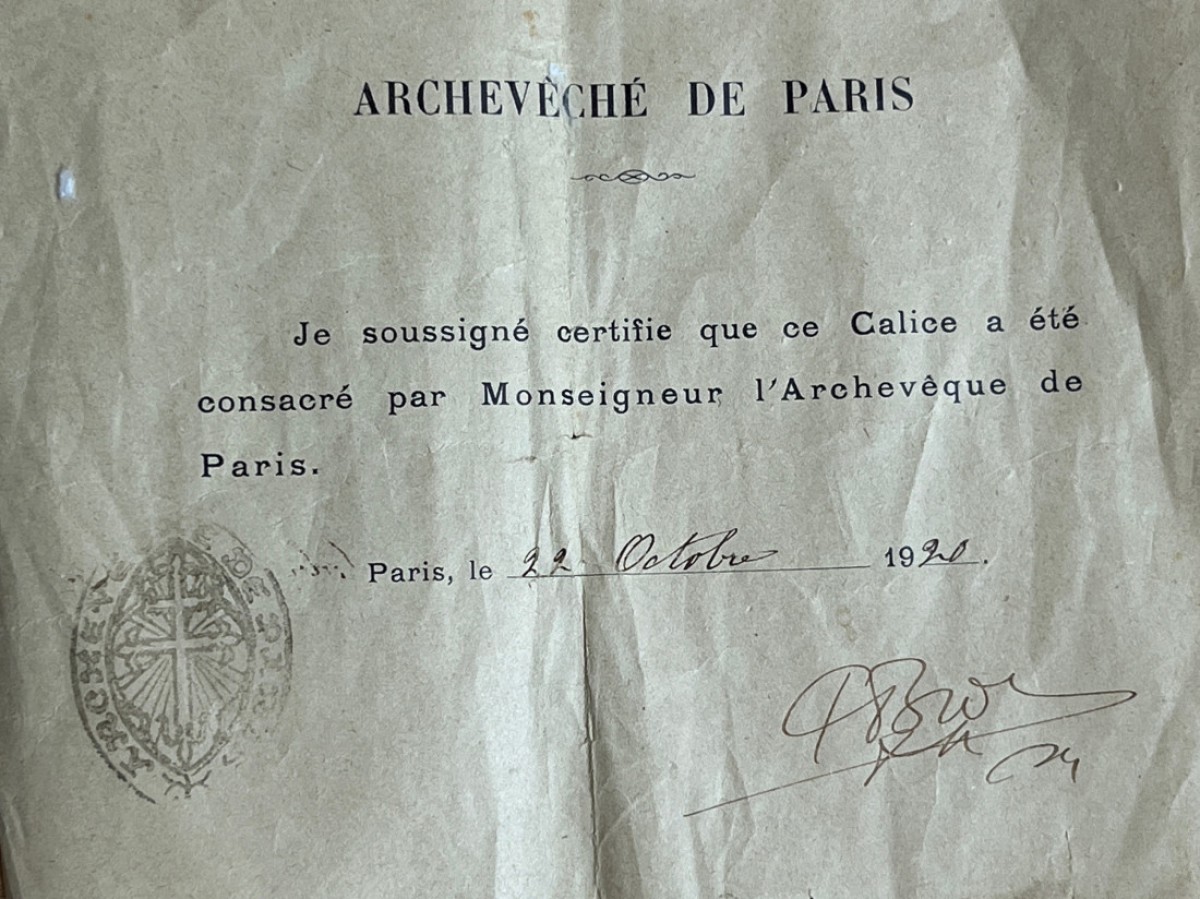 ARCHEVÈCHÉ DE PARIS
Je soussigné certifie que ce Calice a été
consacré par Monseigneur l'Archevêque de
Paris.
Paris, le 22 Octobre 1920.